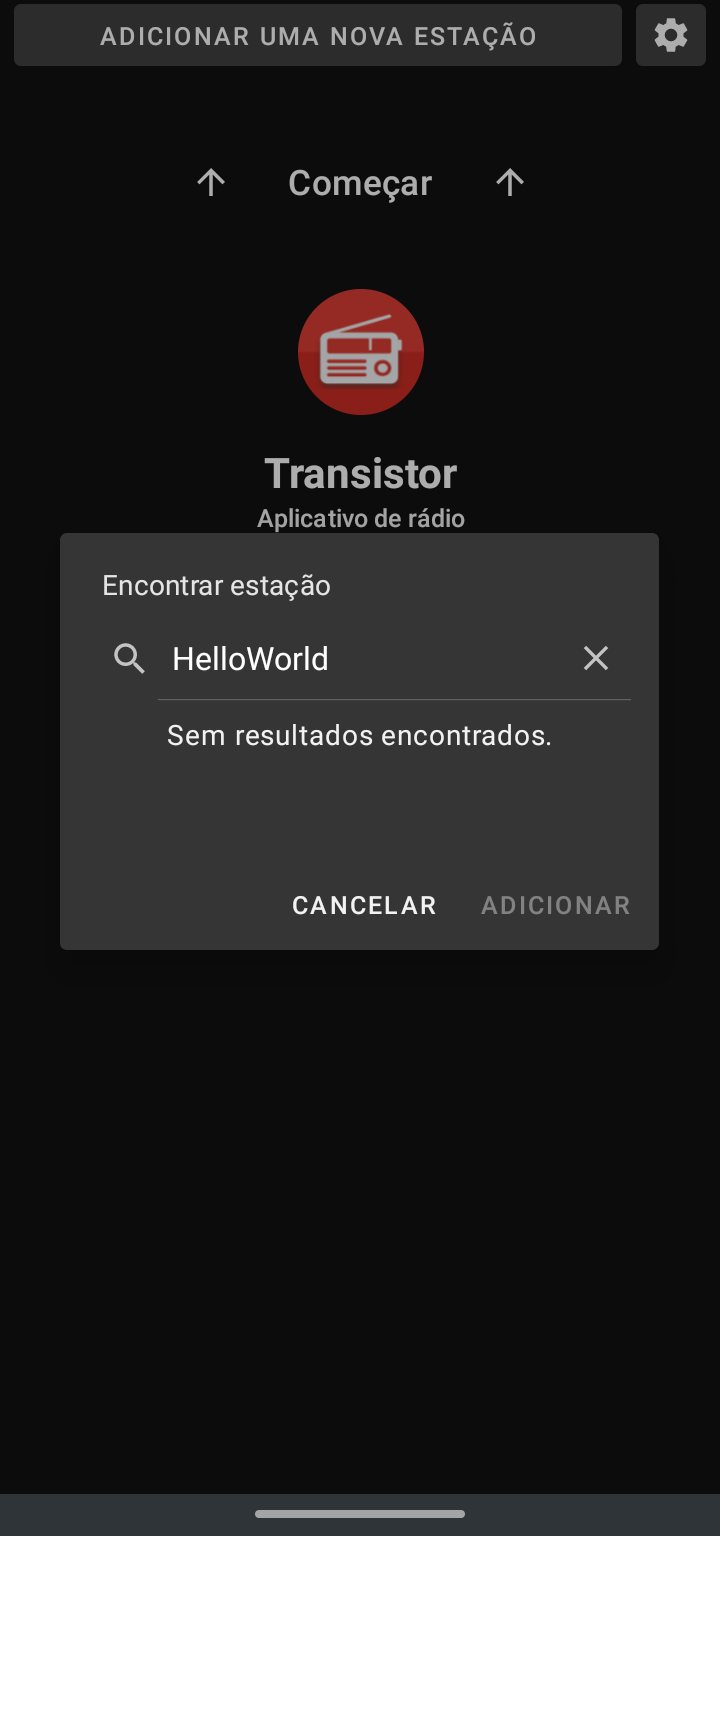 ADICIONAR UMA NOVA ESTAÇÃO
Começar
Transistor
Aplicativo de rádio
Encontrar estação
HelloWorld
Sem resultados encontrados.
CANCELAR ADICIONAR